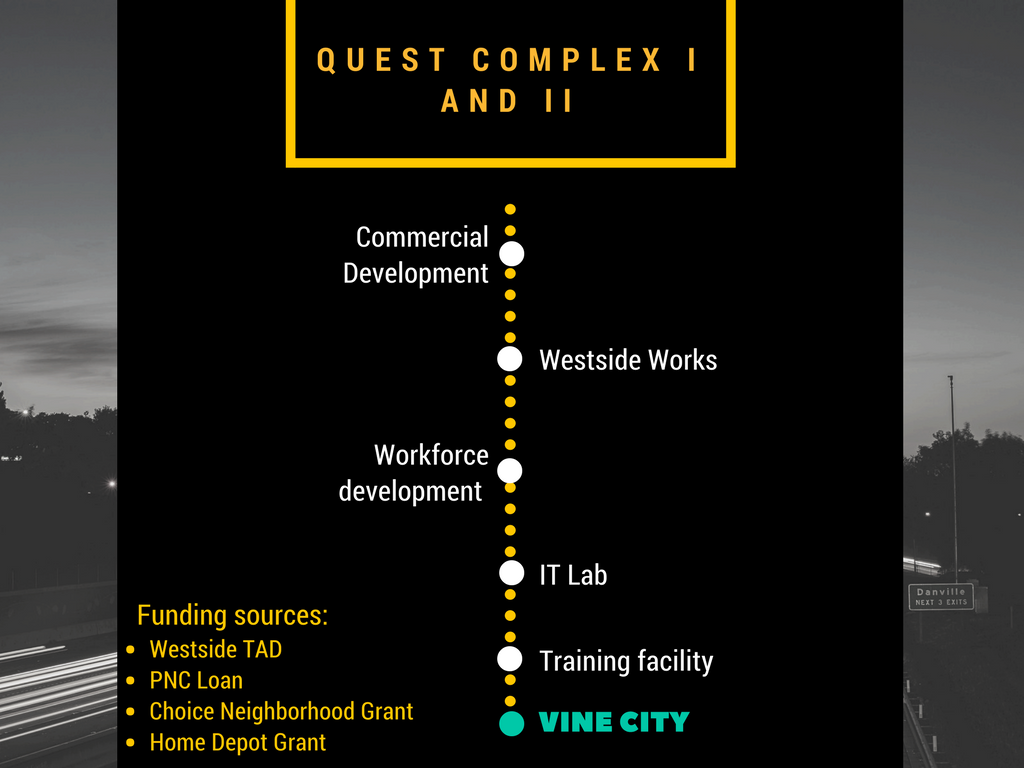 QUEST COMPLEX I
AND II
Commercial
Development
Westside Works
Workforce
development
IT Lab
Training facility
VINE CITY
Funding sources:
• Westside TAD
• PNC Loan
• Choice Neighborhood Grant
• Home Depot Grant
Danville
NEXT 3 EXITS